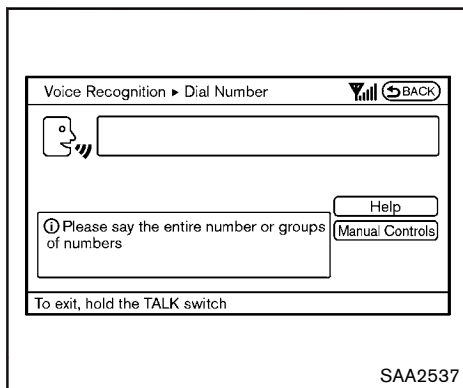 Voice Recognition ▸ Dial Number
BACK
Help
Please say the entire number or groups
of numbers
Manual Controls
To exit, hold the TALK switch
SAA2537